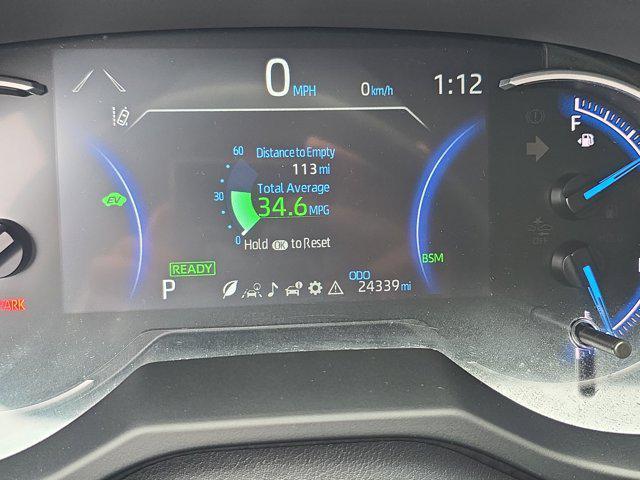 0 MPH 0 km/h 1:12
60 Distance to Empty
113 mi
Total Average
30 34.6 MPG
0 Hold OK to Reset
EV
BSM
READY
P
ODO
24339 mi
F
OFF